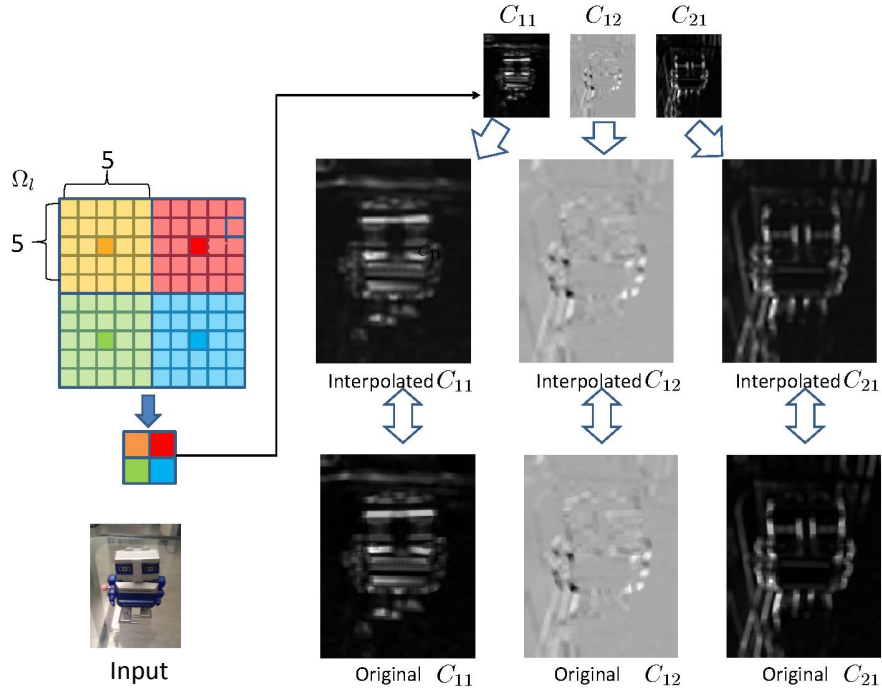 C₁₁ C₁₂ C₂₁
5
Ωₗ
5
Interpolated C₁₁ Interpolated C₁₂ Interpolated C₂₁
Input
Original C₁₁ Original C₁₂ Original C₂₁